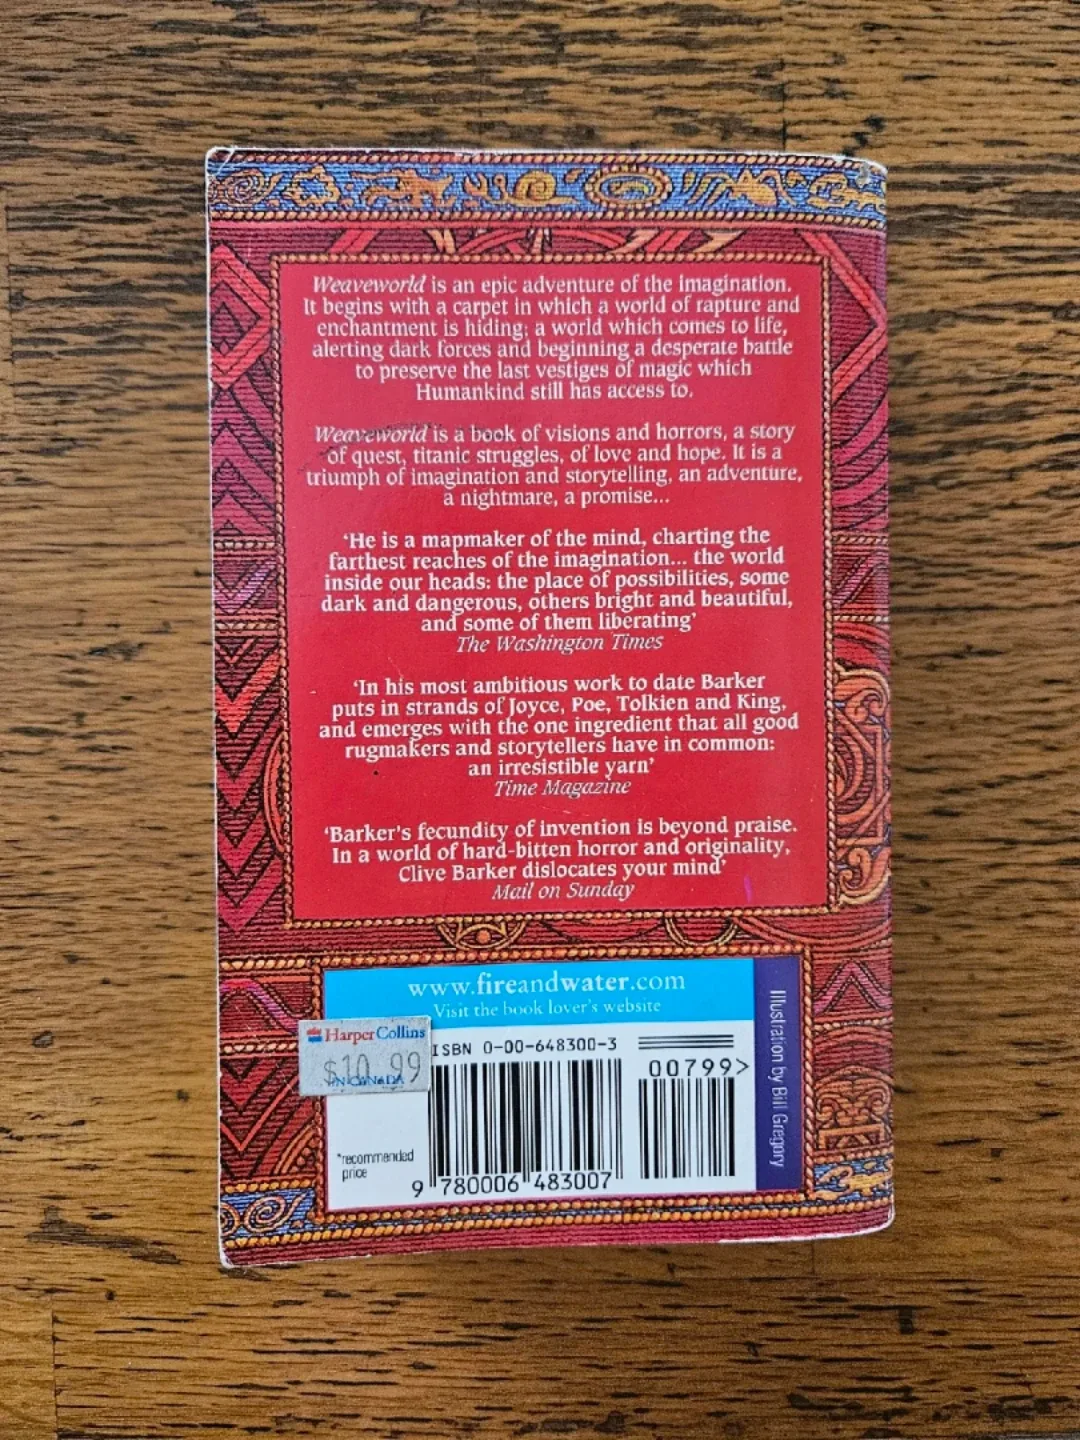 Weaveworld is an epic adventure of the imagination.
It begins with a carpet in which a world of rapture and
enchantment is hiding; a world which comes to life,
alerting dark forces and beginning a desperate battle
to preserve the last vestiges of magic which
Humankind still has access to.
Weaveworld is a book of visions and horrors, a story
of quest, titanic struggles, of love and hope. It is a
triumph of imagination and storytelling, an adventure,
a nightmare, a promise...
'He is a mapmaker of the mind, charting the
farthest reaches of the imagination... the world
inside our heads: the place of possibilities, some
dark and dangerous, others bright and beautiful,
and some of them liberating'
The Washington Times
'In his most ambitious work to date Barker
puts in strands of Joyce, Poe, Tolkien and King,
and emerges with the one ingredient that all good
rugmakers and storytellers have in common:
an irresistible yarn'
Time Magazine
'Barker's fecundity of invention is beyond praise.
In a world of hard-bitten horror and originality,
Clive Barker dislocates your mind'
Mail on Sunday
www.fireandwater.com
Visit the book lover's website
HarperCollins
$10.99
IN CANADA
ISBN 0-00-648300-3
00799>
*recommended
price
9 780006 483007
Illustration by Bill Gregory